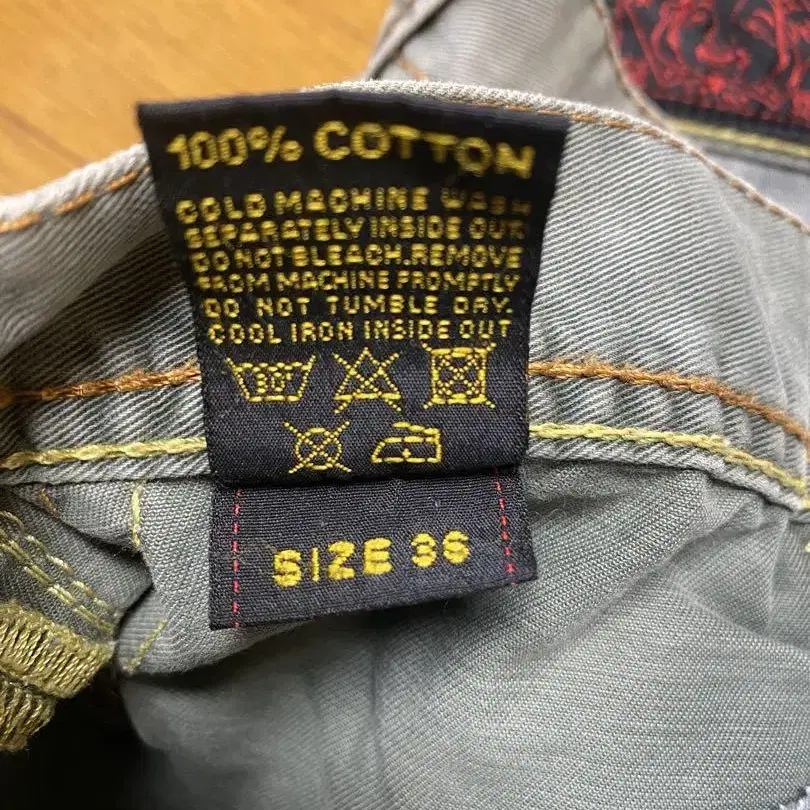 100% COTTON
COLD MACHINE WASH
SEPARATELY INSIDE OUT
DO NOT BLEACH.REMOVE
FROM MACHINE PROMPTLY
DO NOT TUMBLE DRY.
COOL IRON INSIDE OUT
30°
SIZE 36